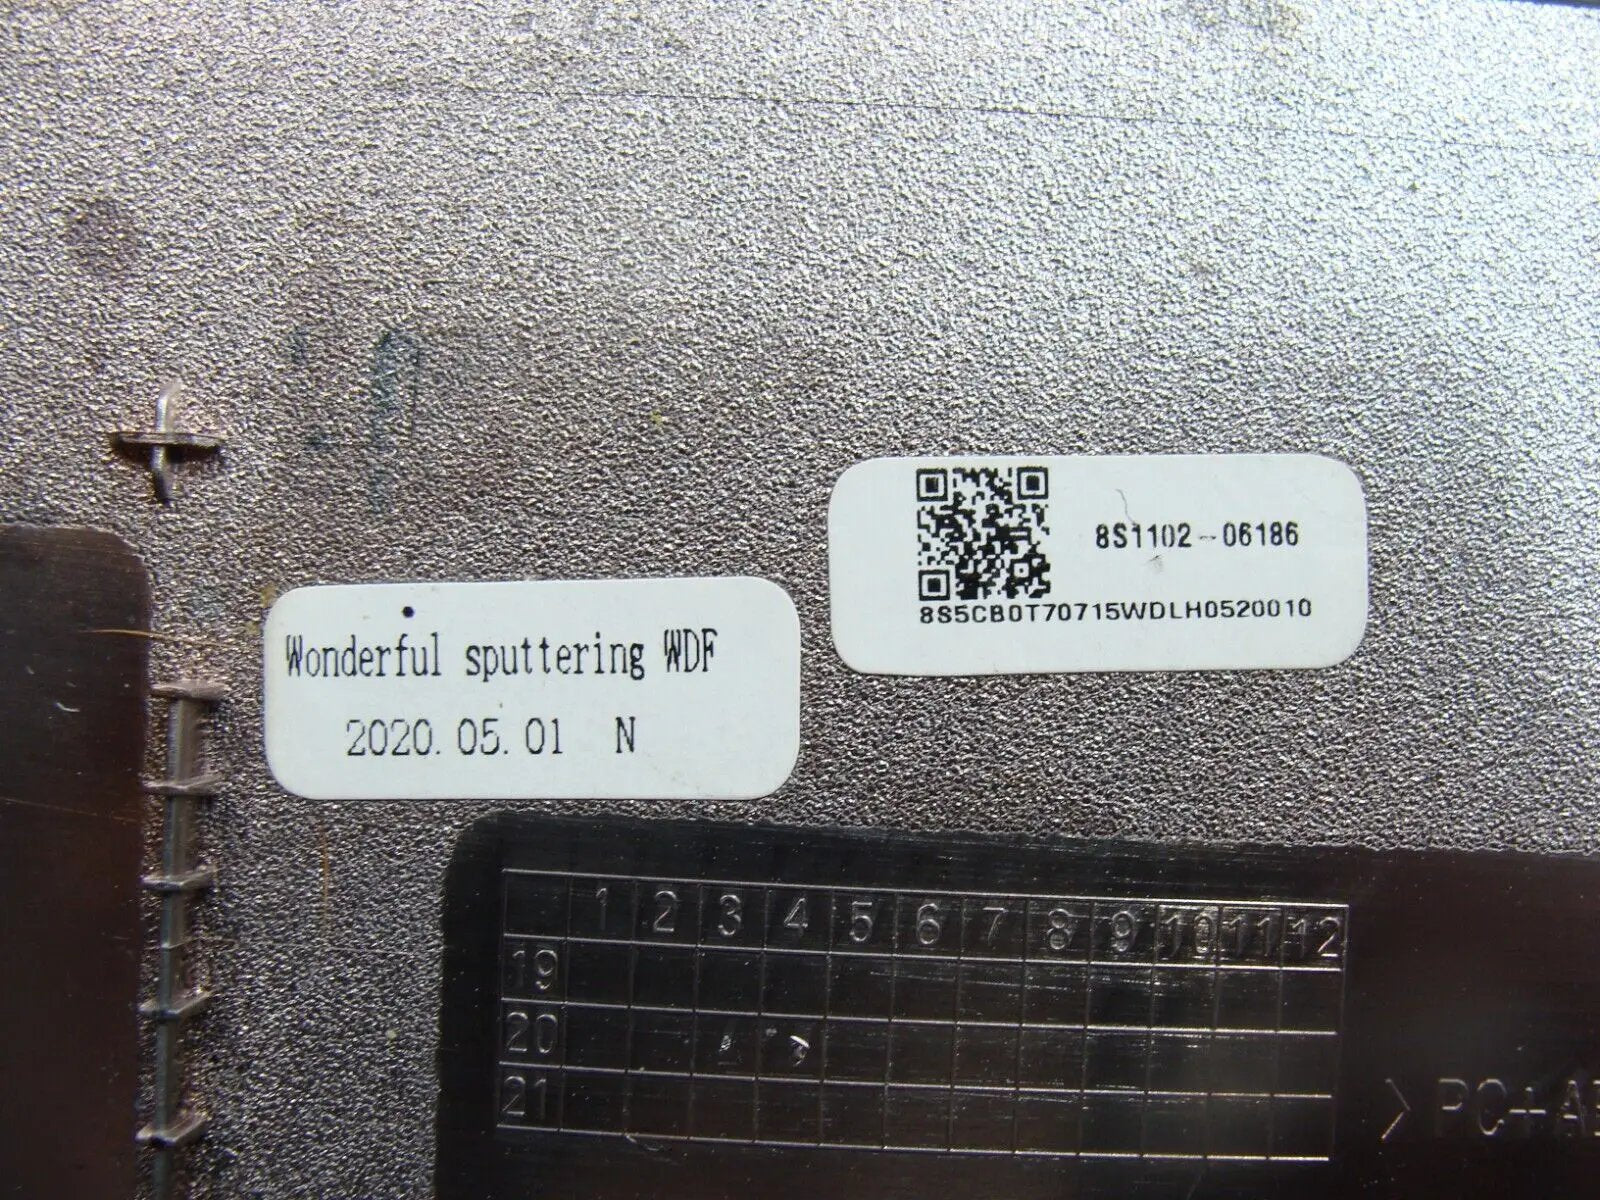 8S1102-06186
8S5CB0T70715WDLH0520010
Wonderful sputtering WDF
2020.05.01 N
1 2 3 4 5 6 7 8 9 10 11 12
19
20
21
>PC+A